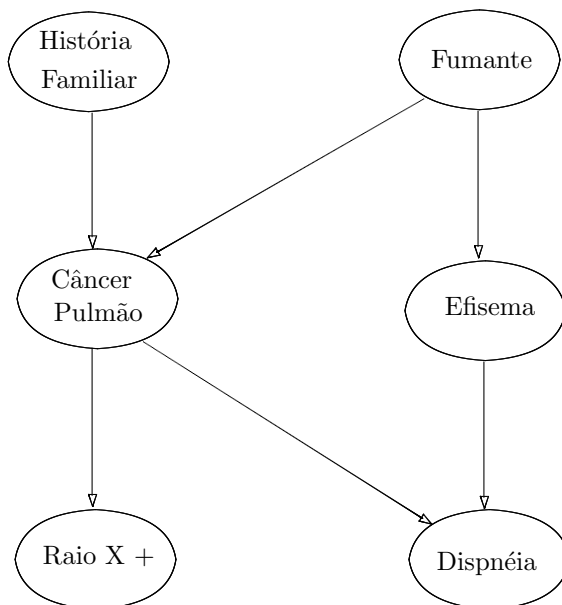 História
Familiar
Fumante
Câncer
Pulmão
Efisema
Raio X +
Dispnéia